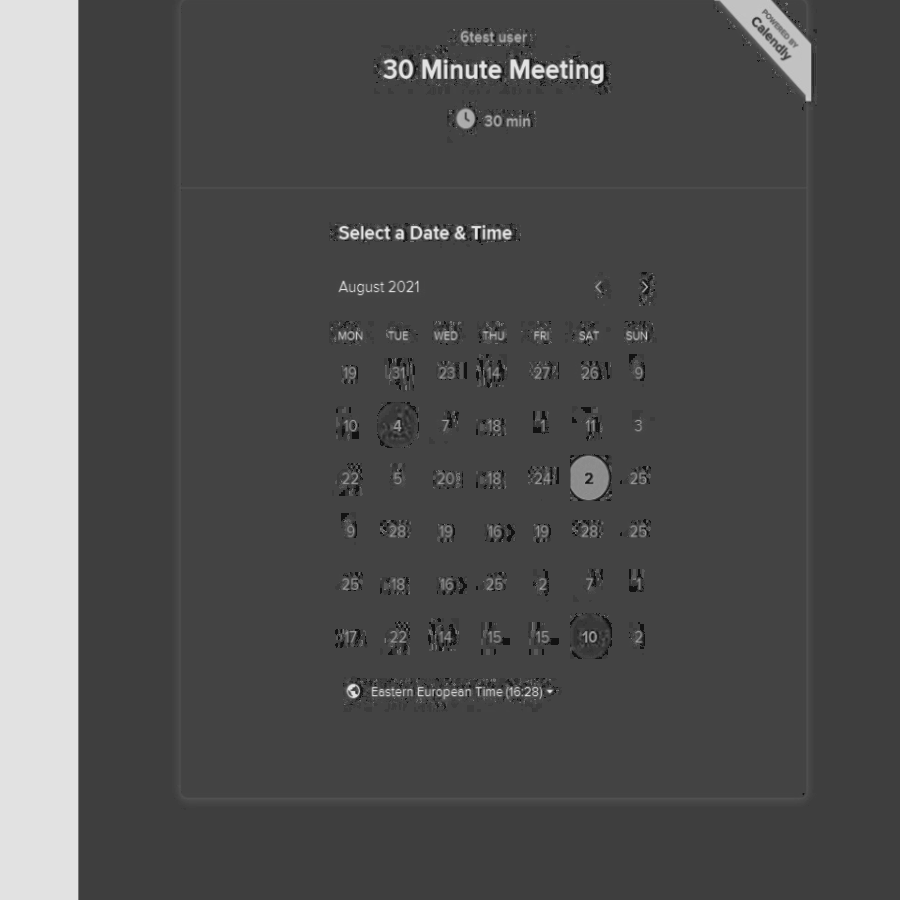 6test user
30 Minute Meeting
30 min
POWERED BY
Calendly
Select a Date & Time
August 2021
MON TUE WED THU FRI SAT SUN
19 31 23 14 27 26 9
10 4 7 18 1 11 3
22 5 20 18 24 2 25
9 28 19 16 19 28 25
25 18 16 25 2 7 1
17 22 14 15 15 10 2
Eastern European Time (16:28)